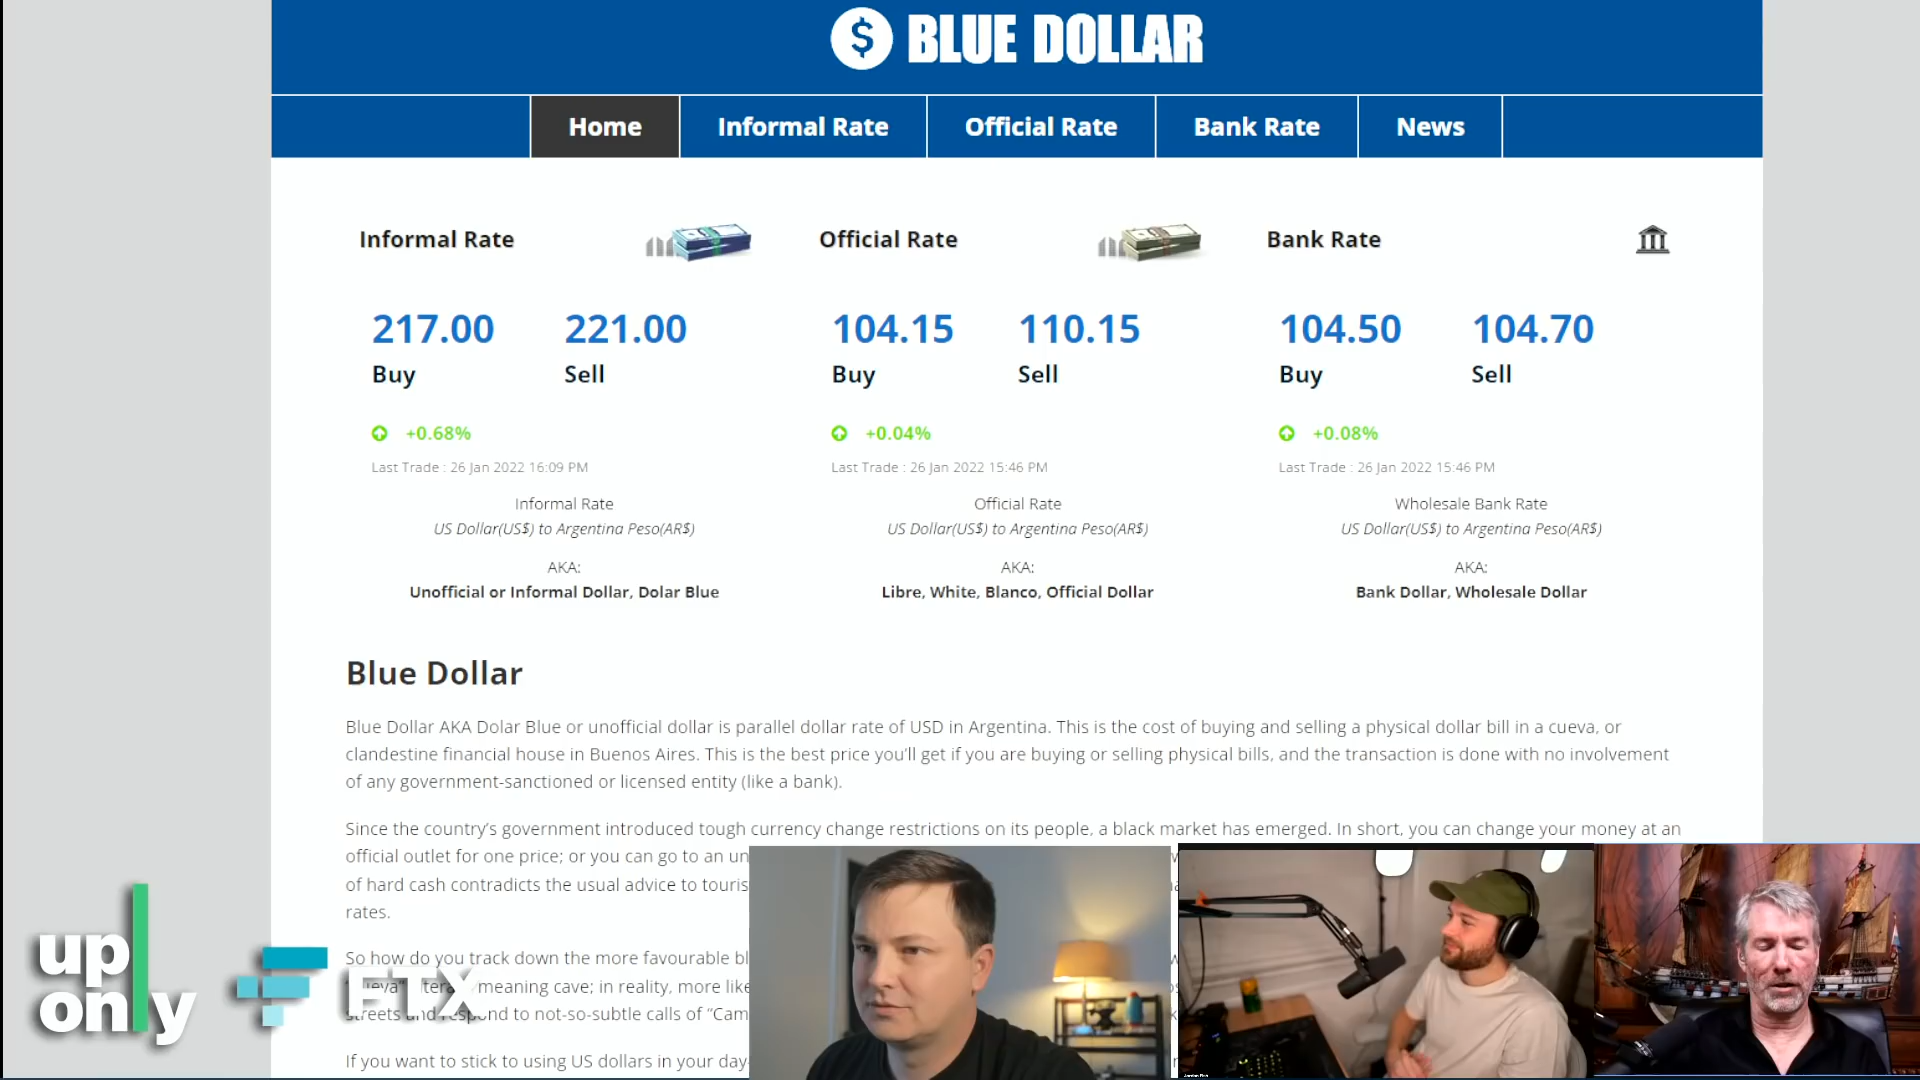 $ BLUE DOLLAR
Home Informal Rate Official Rate Bank Rate News
Informal Rate Official Rate Bank Rate
217.00 221.00 104.15 110.15 104.50 104.70
Buy Sell Buy Sell Buy Sell
+0.68% +0.04% +0.08%
Last Trade : 26 Jan 2022 16:09 PM Last Trade : 26 Jan 2022 15:46 PM Last Trade : 26 Jan 2022 15:46 PM
Informal Rate Official Rate Wholesale Bank Rate
US Dollar(US$) to Argentina Peso(AR$) US Dollar(US$) to Argentina Peso(AR$) US Dollar(US$) to Argentina Peso(AR$)
AKA: AKA: AKA:
Unofficial or Informal Dollar, Dolar Blue Libre, White, Blanco, Official Dollar Bank Dollar, Wholesale Dollar
Blue Dollar
Blue Dollar AKA Dolar Blue or unofficial dollar is parallel dollar rate of USD in Argentina. This is the cost of buying and selling a physical dollar bill in a cueva, or
clandestine financial house in Buenos Aires. This is the best price you'll get if you are buying or selling physical bills, and the transaction is done with no involvement
of any government-sanctioned or licensed entity (like a bank).
Since the country's government introduced tough currency change restrictions on its people, a black market has emerged. In short, you can change your money at an
official outlet for one price; or you can go to an un
of hard cash contradicts the usual advice to touris
rates.
So how do you track down the more favourable bl
meaning cave; in reality, more like
streets and respond to not-so-subtle calls of "Cam
If you want to stick to using US dollars in your day-
up only
FTX